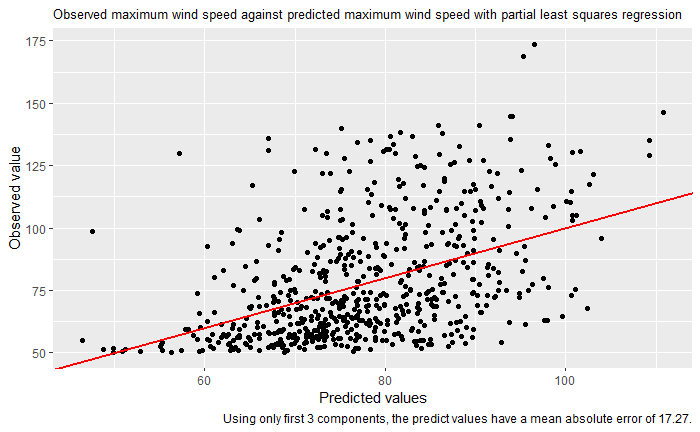 Observed maximum wind speed against predicted maximum wind speed with partial least squares regression
175
150
125
100
75
50
Observed value
60
80
100
Predicted values
Using only first 3 components, the predict values have a mean absolute error of 17.27.